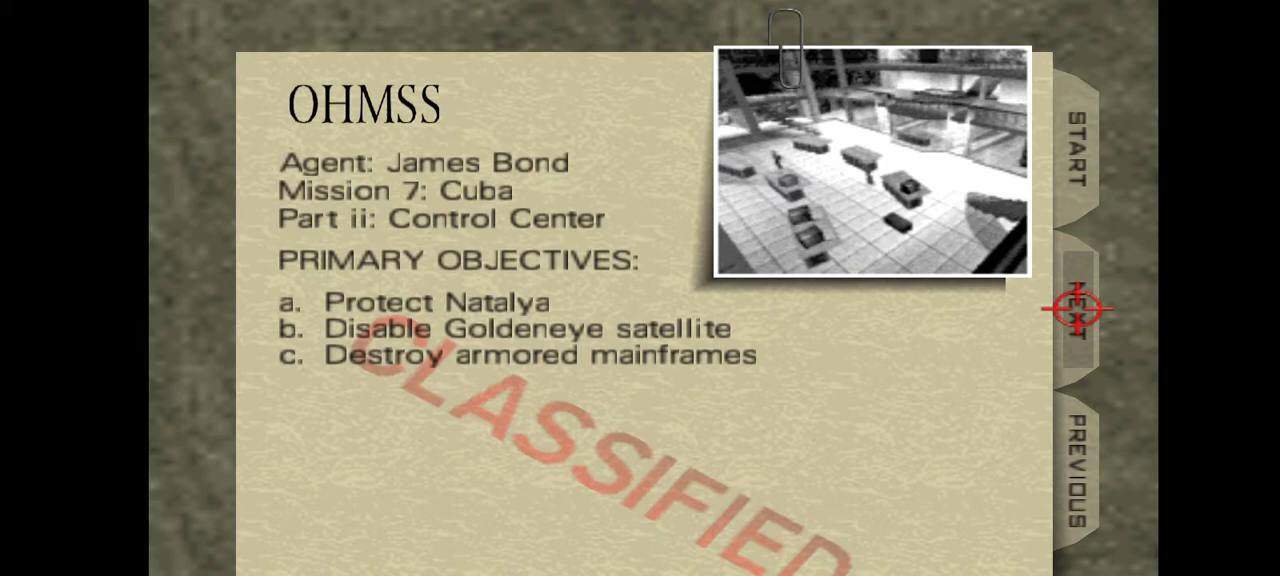 OHMSS
Agent: James Bond
Mission 7: Cuba
Part ii: Control Center
PRIMARY OBJECTIVES:
a. Protect Natalya
b. Disable Goldeneye satellite
c. Destroy armored mainframes
CLASSIFIED
START
NEXT
PREVIOUS